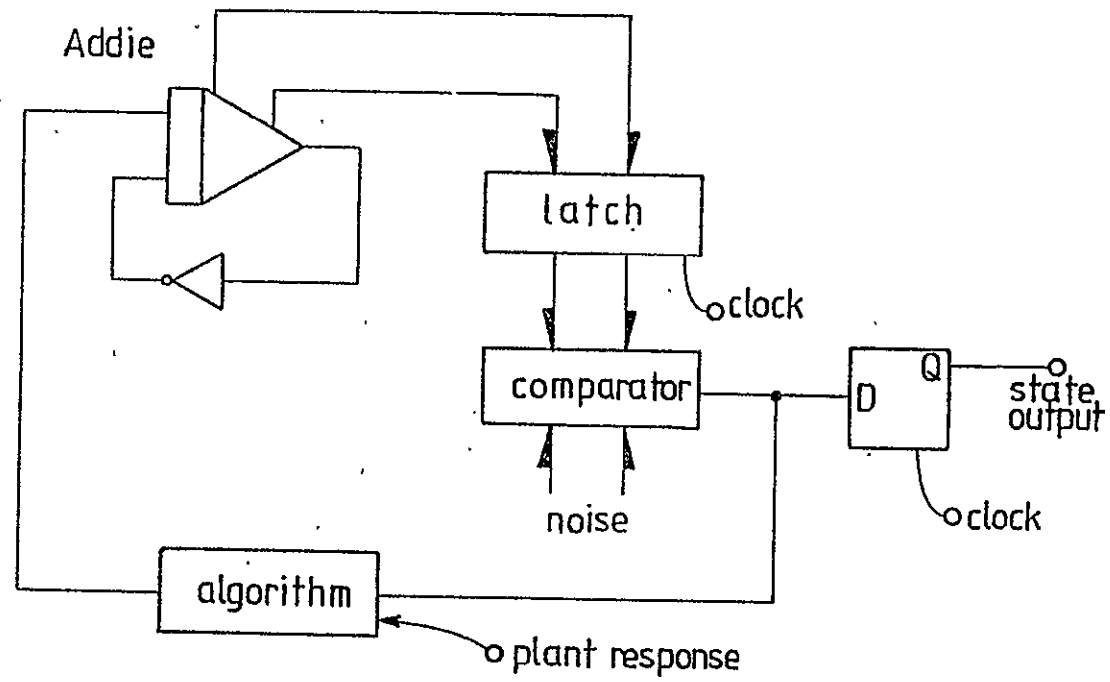 Addie
latch
clock
comparator
Q
D
state
output
clock
noise
algorithm
plant response